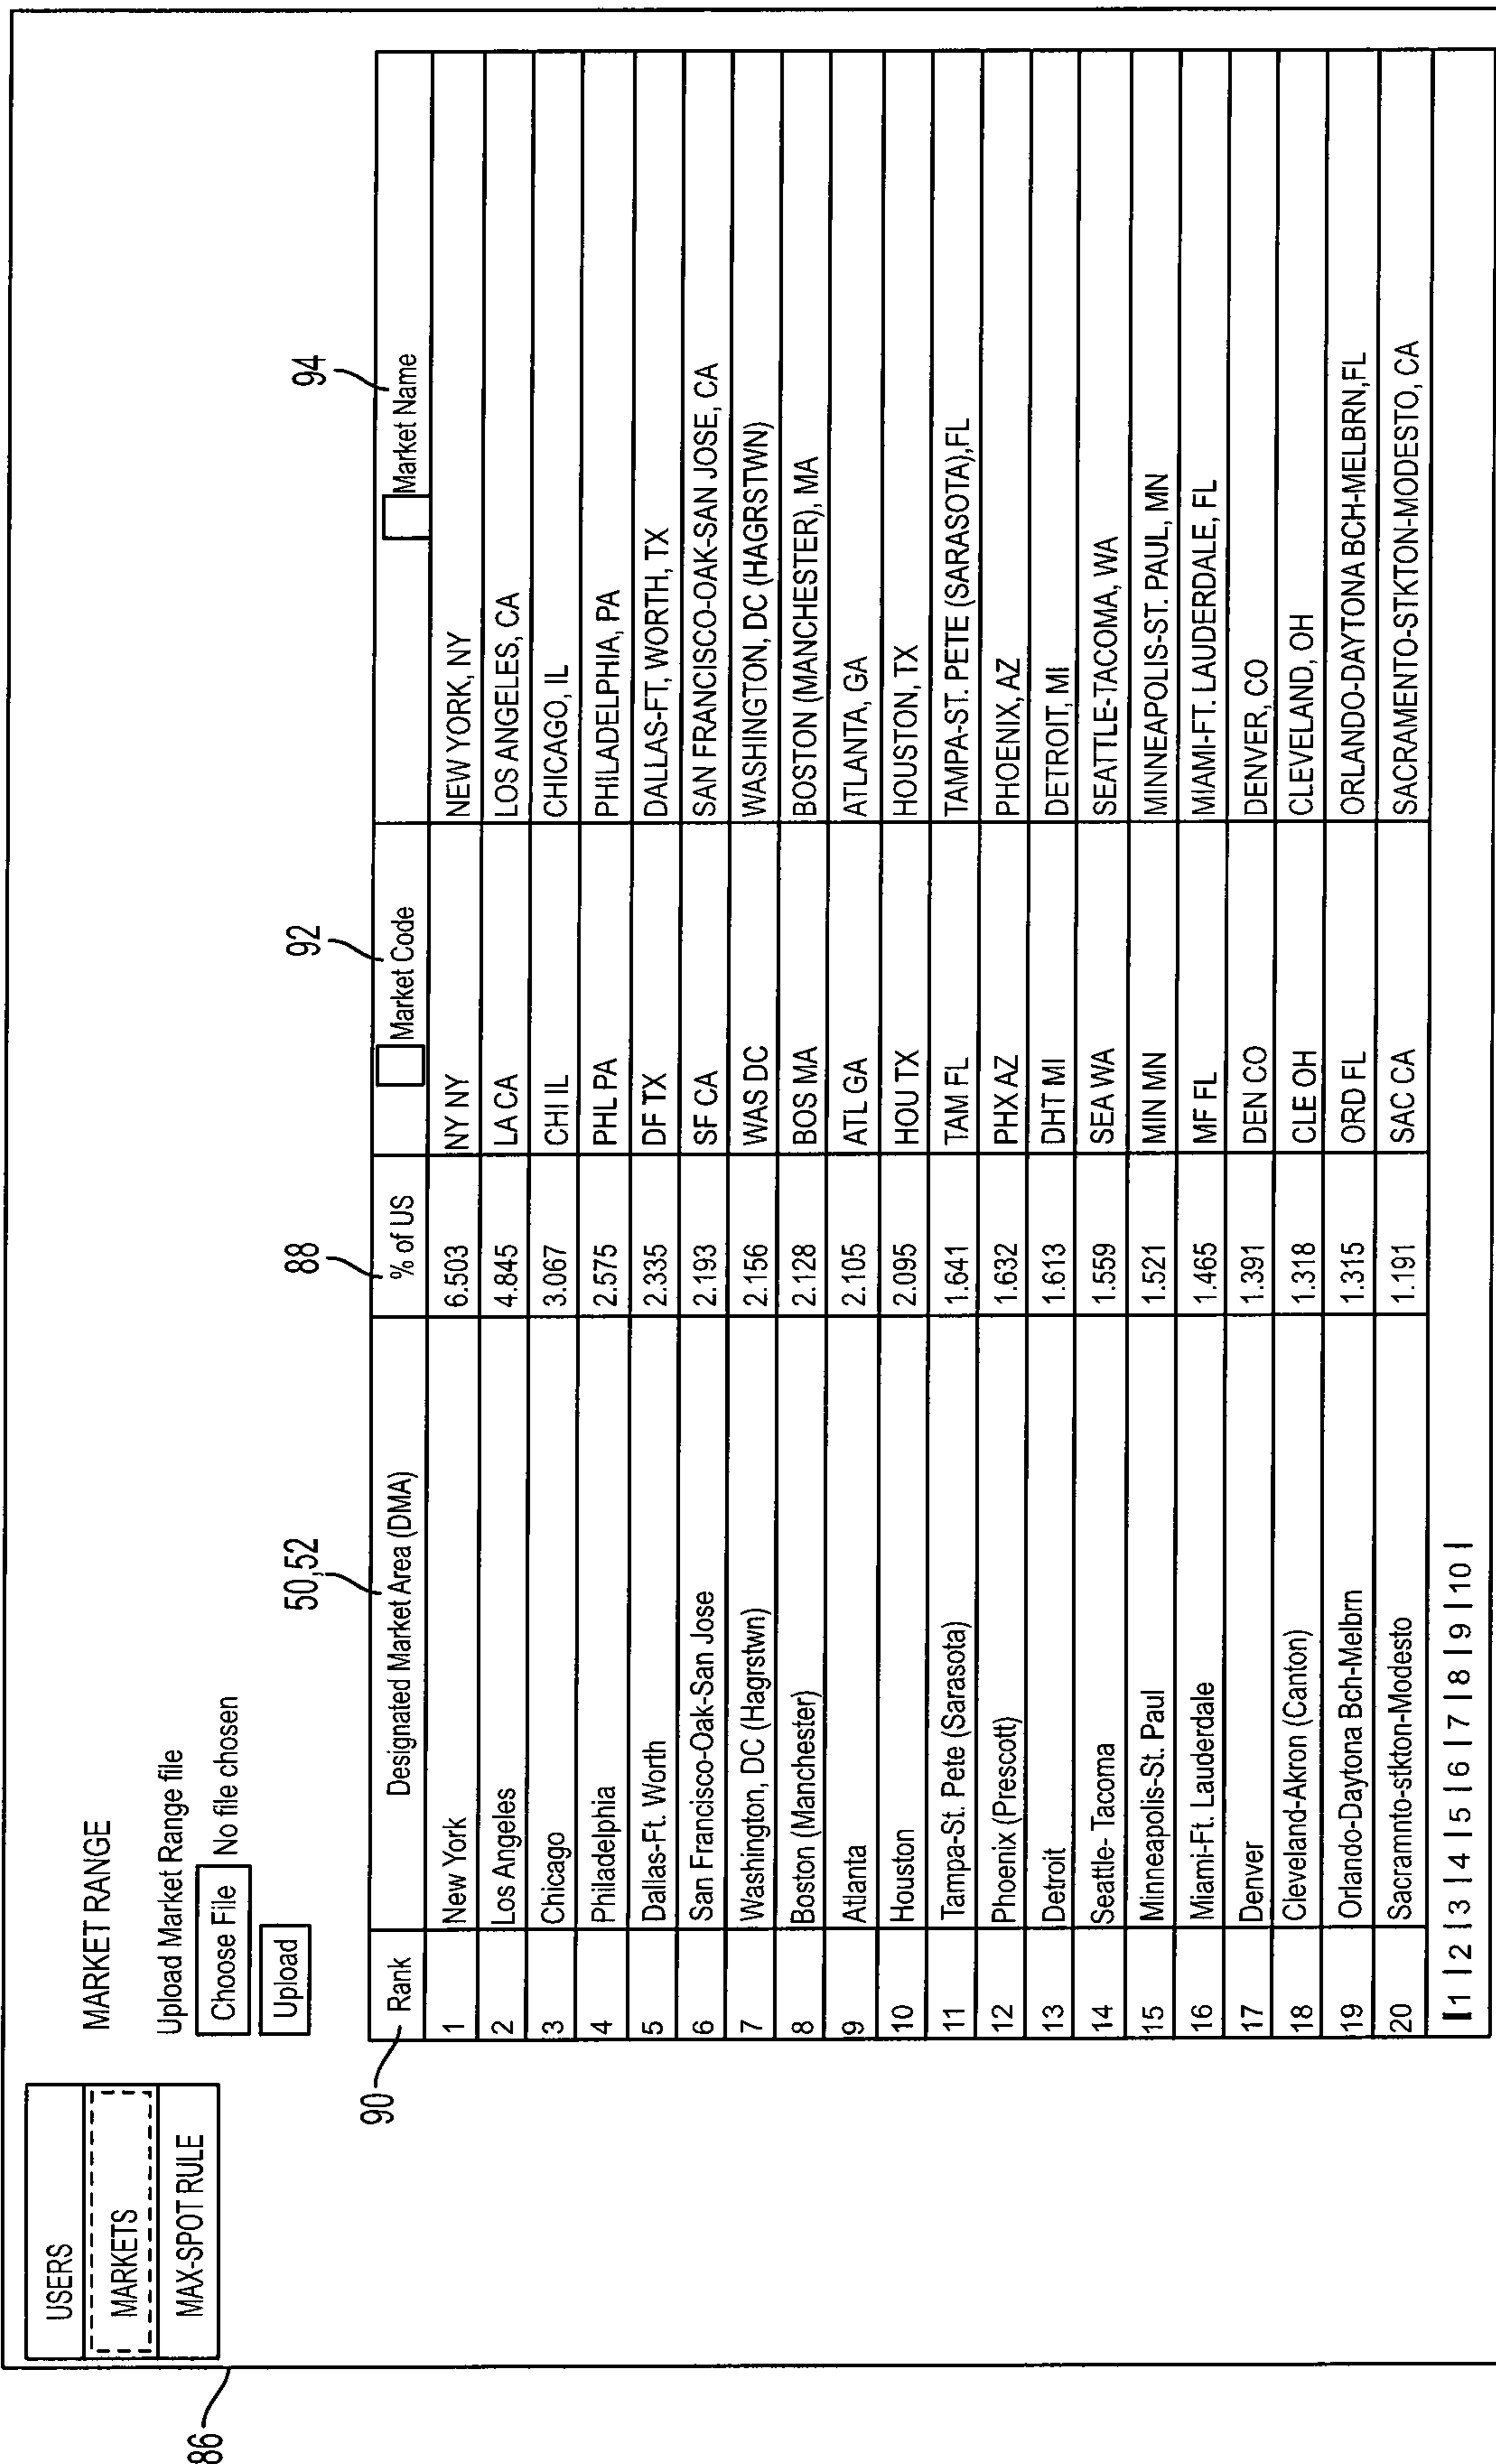 86
USERS
MARKETS
MAX-SPOT RULE
MARKET RANGE
Upload Market Range file
Choose File No file chosen
Upload
90 50,52 88 92 94
Rank Designated Market Area (DMA) % of US Market Code Market Name
1 New York 6.503 NY NY NEW YORK, NY
2 Los Angeles 4.845 LA CA LOS ANGELES, CA
3 Chicago 3.067 CHI IL CHICAGO, IL
4 Philadelphia 2.575 PHL PA PHILADELPHIA, PA
5 Dallas-Ft. Worth 2.335 DF TX DALLAS-FT, WORTH, TX
6 San Francisco-Oak-San Jose 2.193 SF CA SAN FRANCISCO-OAK-SAN JOSE, CA
7 Washington, DC (Hagrstwn) 2.156 WAS DC WASHINGTON, DC (HAGRSTWN)
8 Boston (Manchester) 2.128 BOS MA BOSTON (MANCHESTER), MA
9 Atlanta 2.105 ATL GA ATLANTA, GA
10 Houston 2.095 HOU TX HOUSTON, TX
11 Tampa-St. Pete (Sarasota) 1.641 TAM FL TAMPA-ST. PETE (SARASOTA),FL
12 Phoenix (Prescott) 1.632 PHX AZ PHOENIX, AZ
13 Detroit 1.613 DHT MI DETROIT, MI
14 Seattle- Tacoma 1.559 SEA WA SEATTLE-TACOMA, WA
15 Minneapolis-St. Paul 1.521 MIN MN MINNEAPOLIS-ST. PAUL, MN
16 Miami-Ft. Lauderdale 1.465 MF FL MIAMI-FT. LAUDERDALE, FL
17 Denver 1.391 DEN CO DENVER, CO
18 Cleveland-Akron (Canton) 1.318 CLE OH CLEVELAND, OH
19 Orlando-Daytona Bch-Melbrn 1.315 ORD FL ORLANDO-DAYTONA BCH-MELBRN,FL
20 Sacramnto-stkton-Modesto 1.191 SAC CA SACRAMENTO-STKTON-MODESTO, CA
| 1 | 2 | 3 | 4 | 5 | 6 | 7 | 8 | 9 | 10 |